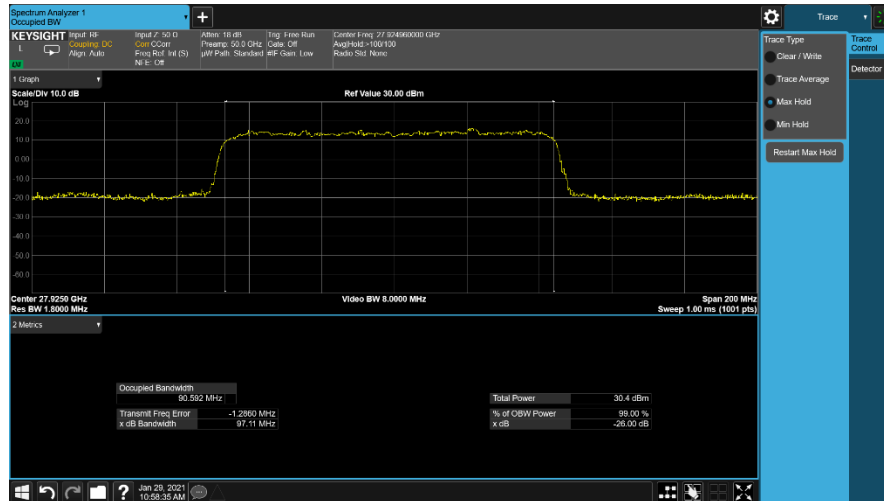 Spectrum Analyzer 1
Occupied BW
Trace
KEYSIGHT
Input: RF
Coupling: DC
Align: Auto
Input Z: 50 Ω
Corr CCorr
Freq Ref: Int (S)
NFE: Off
Atten: 18 dB
Preamp: 50.0 GHz
µW Path: Standard
Trig: Free Run
Gate: Off
#IF Gain: Low
Center Freq: 27.924960000 GHz
Avg|Hold:>100/100
Radio Std: None
L
Trace Type
Clear / Write
Trace Average
Max Hold
Min Hold
Restart Max Hold
Trace
Control
Detector
1 Graph
Scale/Div 10.0 dB
Ref Value 30.00 dBm
Log
20.0
10.0
0.00
-10.0
-20.0
-30.0
-40.0
-50.0
-60.0
Center 27.9250 GHz
Video BW 8.0000 MHz
Span 200 MHz
Res BW 1.8000 MHz
Sweep 1.00 ms (1001 pts)
2 Metrics
Occupied Bandwidth
90.592 MHz
Transmit Freq Error -1.2860 MHz
x dB Bandwidth 97.11 MHz
Total Power 30.4 dBm
% of OBW Power 99.00 %
x dB -26.00 dB
Jan 29, 2021
10:58:35 AM